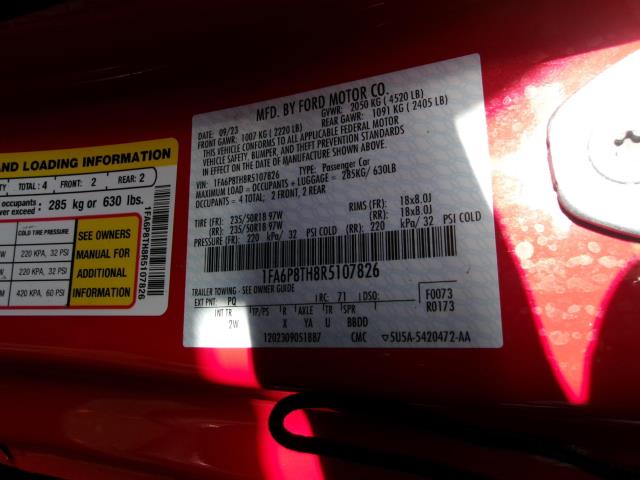 AND LOADING INFORMATION
TOTAL : 4 FRONT: 2 REAR: 2
occupants
ever exceed : 285 kg or 630 lbs.
COLD TIRE PRESSURE
220 KPA, 32 PSI
220 KPA, 32 PSI
420 KPA, 60 PSI
SEE OWNERS
MANUAL FOR
ADDITIONAL
INFORMATION
1FA6P8TH8R5107826
MFD. BY FORD MOTOR CO.
DATE: 09/23 GVWR: 2050 KG ( 4520 LB)
FRONT GAWR: 1007 KG ( 2220 LB) REAR GAWR: 1091 KG ( 2405 LB)
THIS VEHICLE CONFORMS TO ALL APPLICABLE FEDERAL MOTOR
VEHICLE SAFETY, BUMPER, AND THEFT PREVENTION STANDARDS
IN EFFECT ON THE DATE OF MANUFACTURE SHOWN ABOVE.
VIN: 1FA6P8TH8R5107826 TYPE: Passenger Car
MAXIMUM LOAD = OCCUPANTS + LUGGAGE = 285KG/ 630LB
OCCUPANTS = 4 TOTAL, 2 FRONT, 2 REAR
TIRE (FR): 235/50R18 97W RIMS (FR): 18x8.0J
(RR): 235/50R18 97W (RR): 18x8.0J
PRESSURE (FR): 220 kPa/ 32 PSI COLD (RR): 220 kPa/ 32 PSI COLD
1FA6P8TH8R5107826
TRAILER TOWING - SEE OWNER GUIDE
EXT PNT: PQ RC: 71 DSO: F0073
INT TR TP/PS R AXLE TR SPR R0173
2W X YA U BBDD
1202309051887 CMC 5U5A-5420472-AA